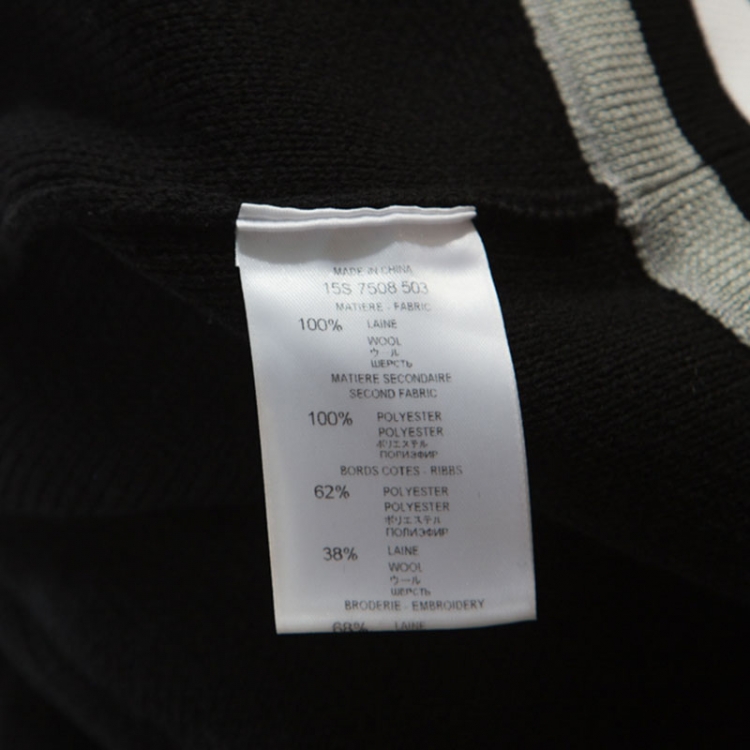 MADE IN CHINA
15S 7508 503
MATIERE - FABRIC
100% LAINE
WOOL
ウール
ШЕРСТЬ
MATIERE SECONDAIRE
SECOND FABRIC
100% POLYESTER
POLYESTER
ポリエステル
ПОЛИЭФИР
BORDS COTES - RIBBS
62% POLYESTER
POLYESTER
ポリエステル
ПОЛИЭФИР
38% LAINE
WOOL
ウール
ШЕРСТЬ
BRODERIE - EMBROIDERY
68% LAINE